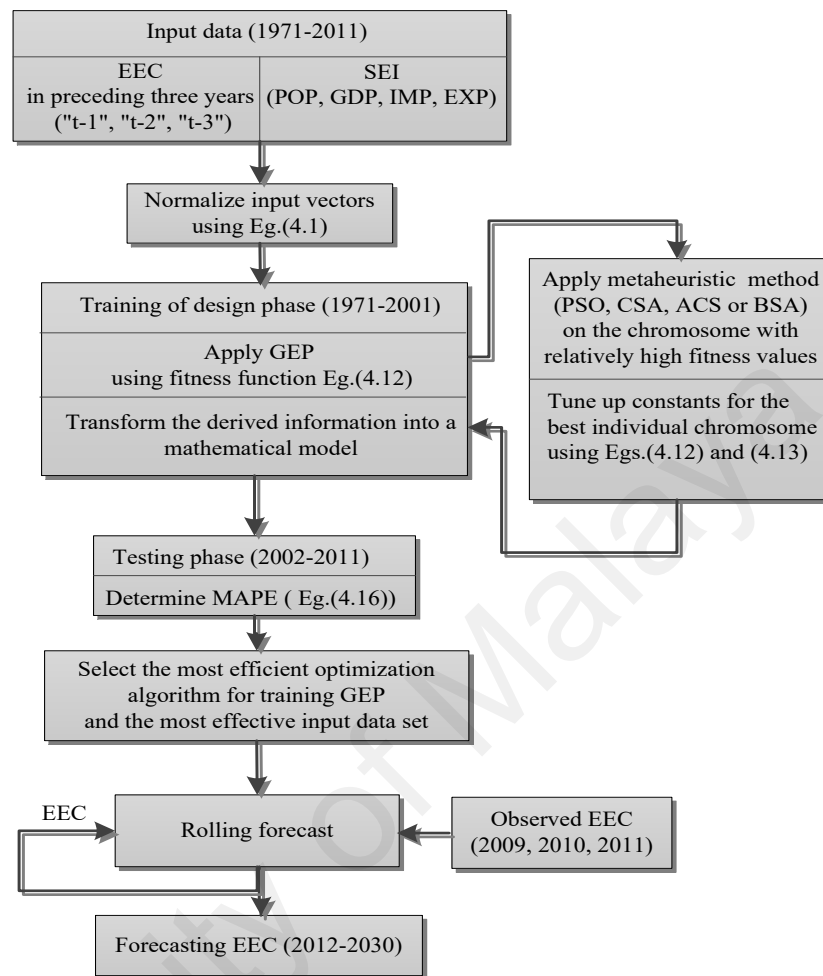 Input data (1971-2011)
EEC
in preceding three years
("t-1", "t-2", "t-3")
SEI
(POP, GDP, IMP, EXP)
Normalize input vectors
using Eg.(4.1)
Training of design phase (1971-2001)
Apply GEP
using fitness function Eg.(4.12)
Transform the derived information into a
mathematical model
Apply metaheuristic method
(PSO, CSA, ACS or BSA)
on the chromosome with
relatively high fitness values
Tune up constants for the
best individual chromosome
using Egs.(4.12) and (4.13)
Testing phase (2002-2011)
Determine MAPE ( Eg.(4.16))
Select the most efficient optimization
algorithm for training GEP
and the most effective input data set
EEC
Rolling forecast
Observed EEC
(2009, 2010, 2011)
Forecasting EEC (2012-2030)
ity of Malaya